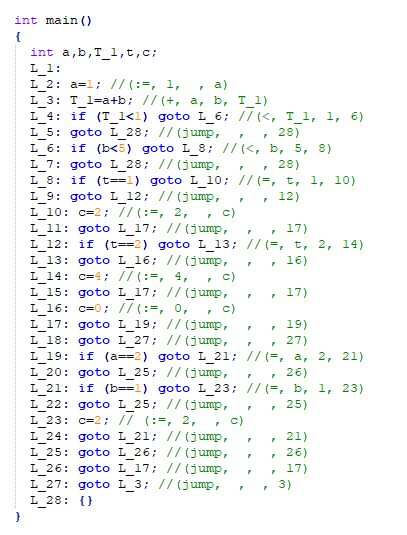 int main()
{
int a,b,T_1,t,c;
L_1:
L_2: a=1; //(:=, 1, , a)
L_3: T_1=a+b; //(+, a, b, T_1)
L_4: if (T_1<1) goto L_6; //(<, T_1, 1, 6)
L_5: goto L_28; //(jump, , , 28)
L_6: if (b<5) goto L_8; //(<, b, 5, 8)
L_7: goto L_28; //(jump, , , 28)
L_8: if (t==1) goto L_10; //(=, t, 1, 10)
L_9: goto L_12; //(jump, , , 12)
L_10: c=2; //(:=, 2, , c)
L_11: goto L_17; //(jump, , , 17)
L_12: if (t==2) goto L_13; //(=, t, 2, 14)
L_13: goto L_16; //(jump, , , 16)
L_14: c=4; //(:=, 4, , c)
L_15: goto L_17; //(jump, , , 17)
L_16: c=0; //(:=, 0, , c)
L_17: goto L_19; //(jump, , , 19)
L_18: goto L_27; //(jump, , , 27)
L_19: if (a==2) goto L_21; //(=, a, 2, 21)
L_20: goto L_25; //(jump, , , 26)
L_21: if (b==1) goto L_23; //(=, b, 1, 23)
L_22: goto L_25; //(jump, , , 25)
L_23: c=2; // (:=, 2, , c)
L_24: goto L_21; //(jump, , , 21)
L_25: goto L_26; //(jump, , , 26)
L_26: goto L_17; //(jump, , , 17)
L_27: goto L_3; //(jump, , , 3)
L_28: {}
}